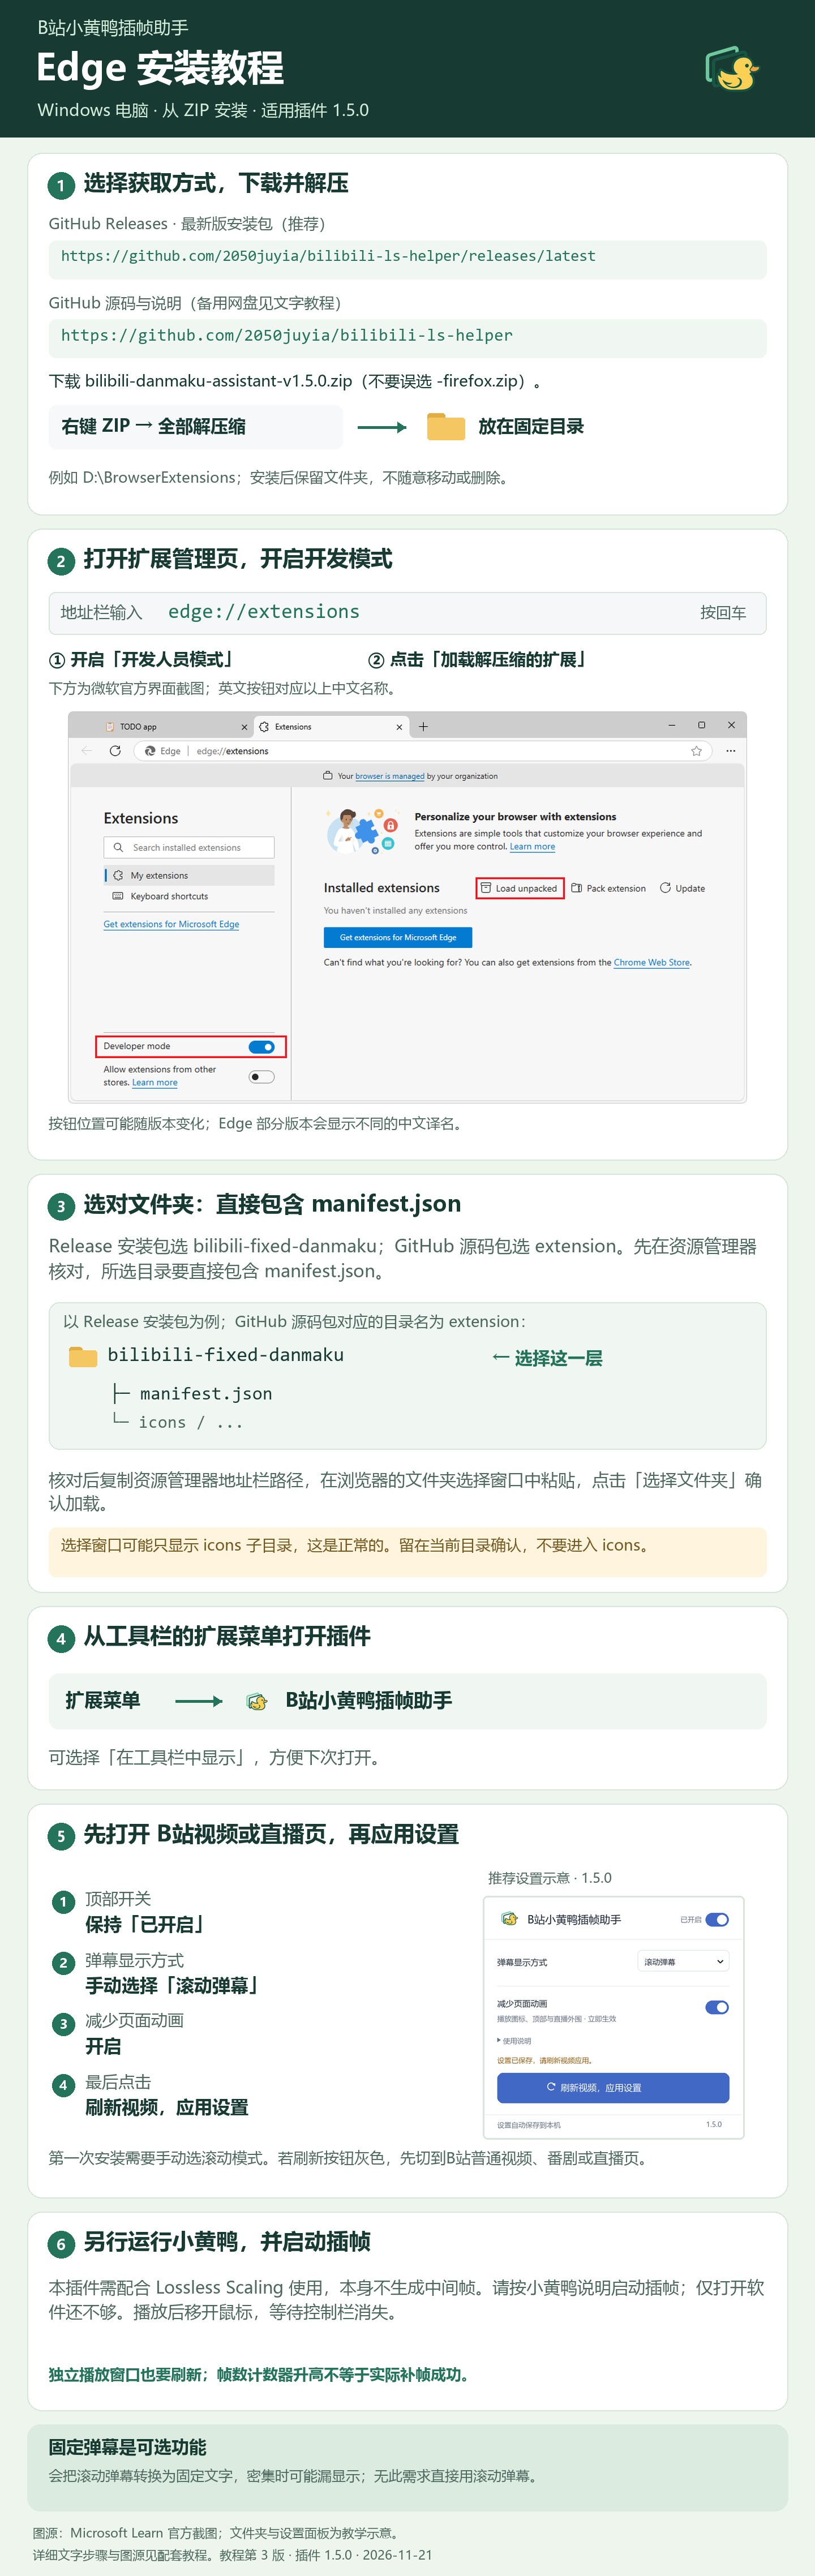 B站小黄鸭插帧助手
Edge 安装教程
Windows 电脑 · 从 ZIP 安装 · 适用插件 1.5.0
1 选择获取方式，下载并解压
GitHub Releases · 最新版安装包（推荐）
https://github.com/2050juyia/bilibili-ls-helper/releases/latest
GitHub 源码与说明（备用网盘见文字教程）
https://github.com/2050juyia/bilibili-ls-helper
下载 bilibili-danmaku-assistant-v1.5.0.zip（不要误选 -firefox.zip）。
右键 ZIP → 全部解压缩
放在固定目录
例如 D:\BrowserExtensions；安装后保留文件夹，不随意移动或删除。
2 打开扩展管理页，开启开发模式
地址栏输入 edge://extensions 按回车
① 开启「开发人员模式」 ② 点击「加载解压缩的扩展」
下方为微软官方界面截图；英文按钮对应以上中文名称。
TODO app Extensions
Edge edge://extensions
Your browser is managed by your organization
Extensions
Search installed extensions
My extensions
Keyboard shortcuts
Get extensions for Microsoft Edge
Developer mode
Allow extensions from other
stores. Learn more
Personalize your browser with extensions
Extensions are simple tools that customize your browser experience and
offer you more control. Learn more
Installed extensions Load unpacked Pack extension Update
You haven't installed any extensions
Get extensions for Microsoft Edge
Can't find what you're looking for? You can also get extensions from the Chrome Web Store.
按钮位置可能随版本变化；Edge 部分版本会显示不同的中文译名。
3 选对文件夹：直接包含 manifest.json
Release 安装包选 bilibili-fixed-danmaku；GitHub 源码包选 extension。先在资源管理器
核对，所选目录要直接包含 manifest.json。
以 Release 安装包为例；GitHub 源码包对应的目录名为 extension：
bilibili-fixed-danmaku ← 选择这一层
├─ manifest.json
└─ icons / ...
核对后复制资源管理器地址栏路径，在浏览器的文件夹选择窗口中粘贴，点击「选择文件夹」确
认加载。
选择窗口可能只显示 icons 子目录，这是正常的。留在当前目录确认，不要进入 icons。
4 从工具栏的扩展菜单打开插件
扩展菜单 B站小黄鸭插帧助手
可选择「在工具栏中显示」，方便下次打开。
5 先打开 B站视频或直播页，再应用设置
1 顶部开关
保持「已开启」
2 弹幕显示方式
手动选择「滚动弹幕」
3 减少页面动画
开启
4 最后点击
刷新视频，应用设置
推荐设置示意 · 1.5.0
B站小黄鸭插帧助手 已开启
弹幕显示方式 滚动弹幕
减少页面动画
播放图标、顶部与直播外围 · 立即生效
使用说明
设置已保存，请刷新视频应用。
刷新视频，应用设置
设置自动保存到本机 1.5.0
第一次安装需要手动选滚动模式。若刷新按钮灰色，先切到B站普通视频、番剧或直播页。
6 另行运行小黄鸭，并启动插帧
本插件需配合 Lossless Scaling 使用，本身不生成中间帧。请按小黄鸭说明启动插帧；仅打开软
件还不够。播放后移开鼠标，等待控制栏消失。
独立播放窗口也要刷新；帧数计数器升高不等于实际补帧成功。
固定弹幕是可选功能
会把滚动弹幕转换为固定文字，密集时可能漏显示；无此需求直接用滚动弹幕。
图源：Microsoft Learn 官方截图；文件夹与设置面板为教学示意。
详细文字步骤与图源见配套教程。教程第 3 版 · 插件 1.5.0 · 2026-11-21